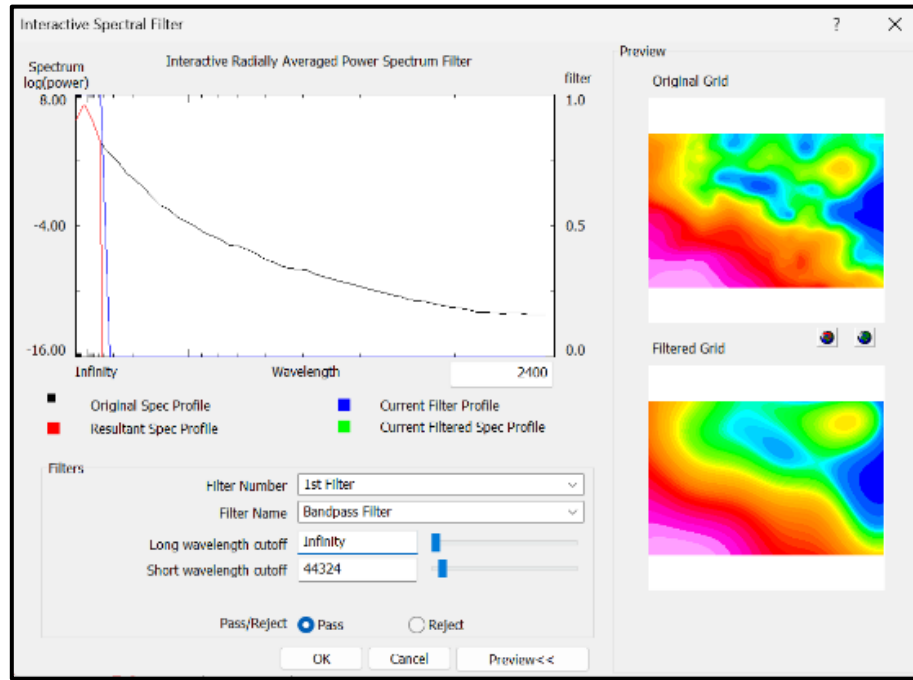 Interactive Spectral Filter
? ×
Preview
Interactive Radially Averaged Power Spectrum Filter
Spectrum
log(power)
filter
Original Grid
8.00
1.0
-4.00
0.5
-16.00
0.0
Infinity
Wavelength
2400
Filtered Grid
Original Spec Profile
Current Filter Profile
Resultant Spec Profile
Current Filtered Spec Profile
Filters
Filter Number
1st Filter
Filter Name
Bandpass Filter
Long wavelength cutoff
Infinity
Short wavelength cutoff
44324
Pass/Reject
Pass
Reject
OK
Cancel
Preview<<